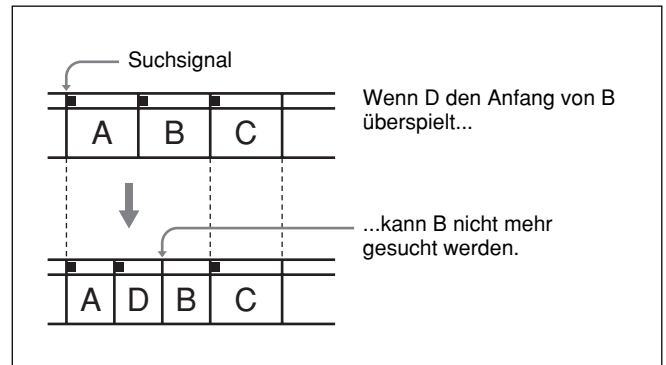 Suchsignal
Wenn D den Anfang von B
überspielt...
A B C
...kann B nicht mehr
gesucht werden.
A D B C